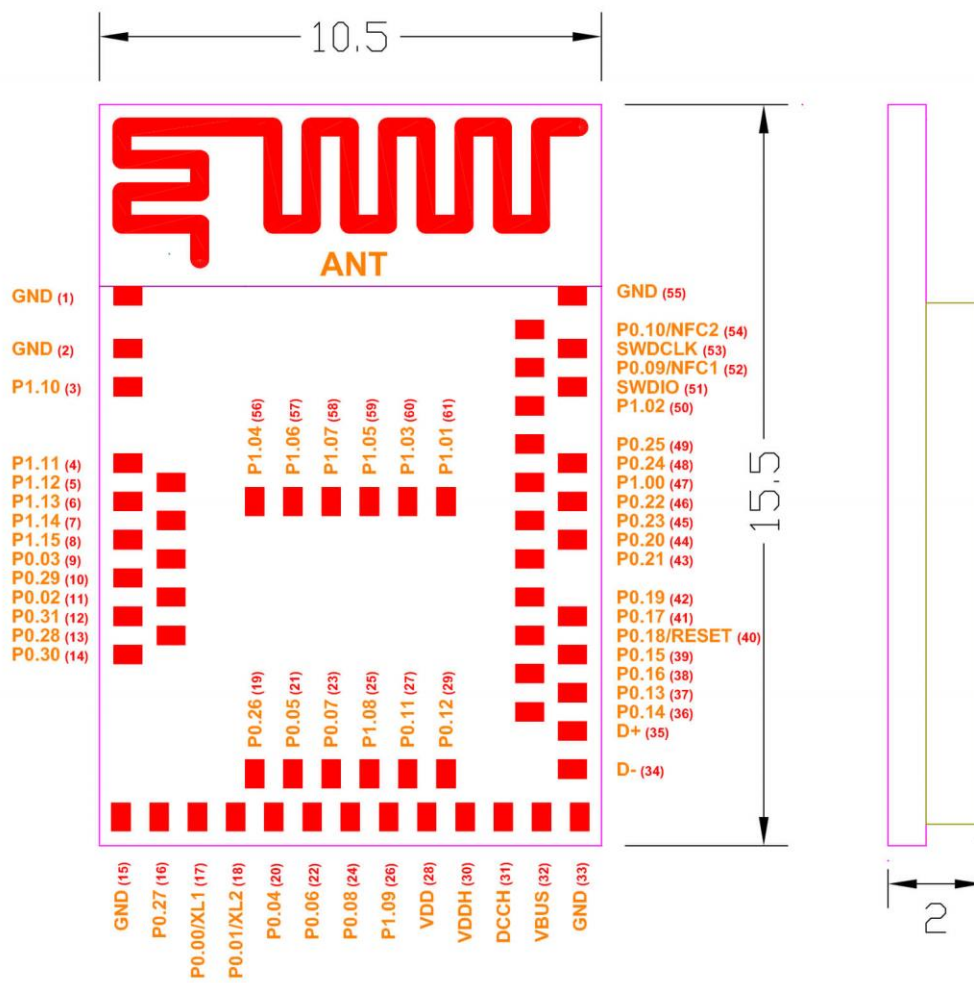 10.5
ANT
GND (1)
GND (2)
P1.10 (3)
P1.11 (4)
P1.12 (5)
P1.13 (6)
P1.14 (7)
P1.15 (8)
P0.03 (9)
P0.29 (10)
P0.02 (11)
P0.31 (12)
P0.28 (13)
P0.30 (14)
P1.04 (56)
P1.06 (57)
P1.07 (58)
P1.05 (59)
P1.03 (60)
P1.01 (61)
P0.26 (19)
P0.05 (21)
P0.07 (23)
P1.08 (25)
P0.11 (27)
P0.12 (29)
GND (55)
P0.10/NFC2 (54)
SWDCLK (53)
P0.09/NFC1 (52)
SWDIO (51)
P1.02 (50)
P0.25 (49)
P0.24 (48)
P1.00 (47)
P0.22 (46)
P0.23 (45)
P0.20 (44)
P0.21 (43)
P0.19 (42)
P0.17 (41)
P0.18/RESET (40)
P0.15 (39)
P0.16 (38)
P0.13 (37)
P0.14 (36)
D+ (35)
D- (34)
15.5
GND (15)
P0.27 (16)
P0.00/XL1 (17)
P0.01/XL2 (18)
P0.04 (20)
P0.06 (22)
P0.08 (24)
P1.09 (26)
VDD (28)
VDDH (30)
DCCH (31)
VBUS (32)
GND (33)
2